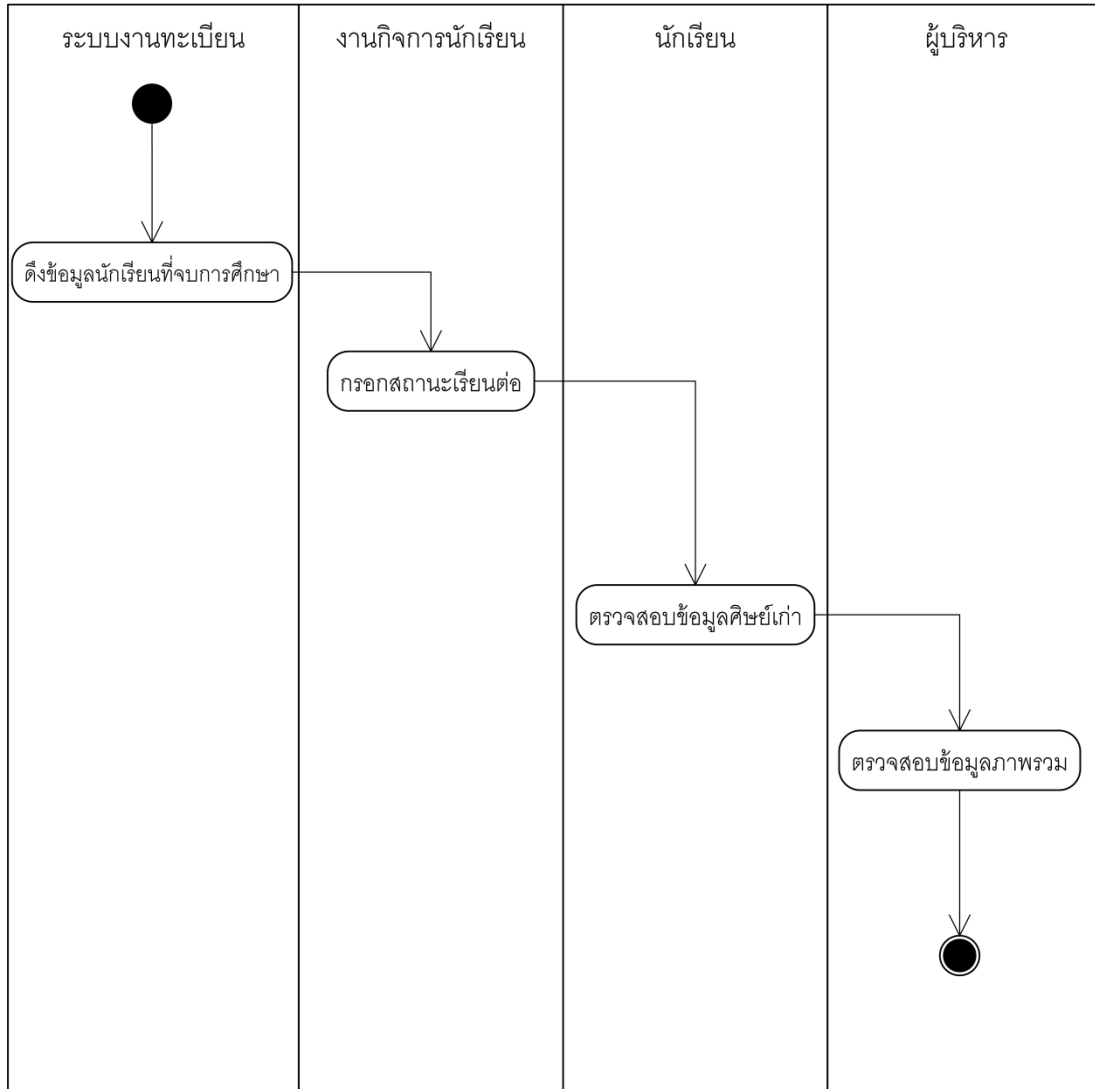 ระบบงานทะเบียน
งานกิจการนักเรียน
นักเรียน
ผู้บริหาร
ดึงข้อมูลนักเรียนที่จบการศึกษา
กรอกสถานะเรียนต่อ
ตรวจสอบข้อมูลศิษย์เก่า
ตรวจสอบข้อมูลภาพรวม